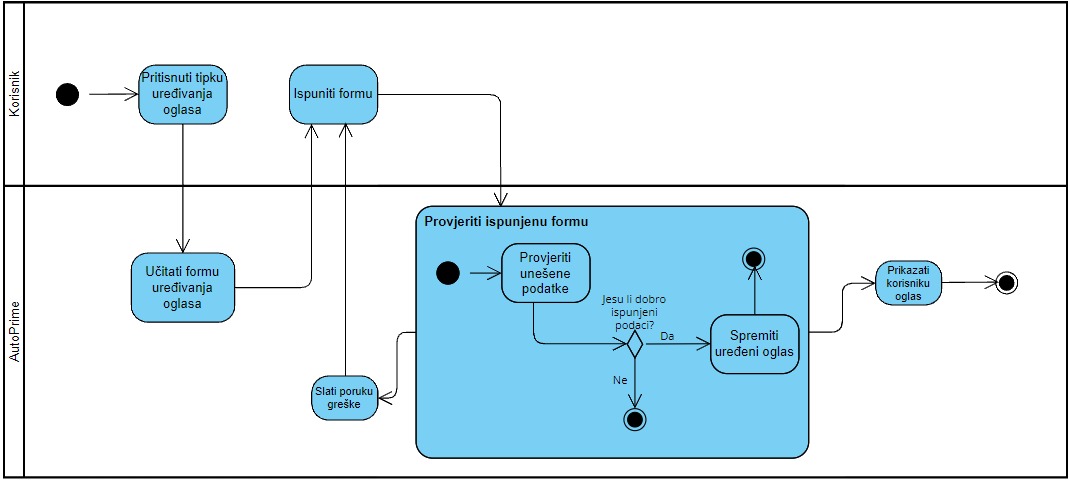 Korisnik
Pritisnuti tipku
uređivanja
oglasa
Ispuniti formu
AutoPrime
Učitati formu
uređivanja
oglasa
Slati poruku
greške
Provjeriti ispunjenu formu
Provjeriti
unešene
podatke
Jesu li dobro
ispunjeni
podaci?
Da
Ne
Spremiti
uređeni oglas
Prikazati
korisniku
oglas